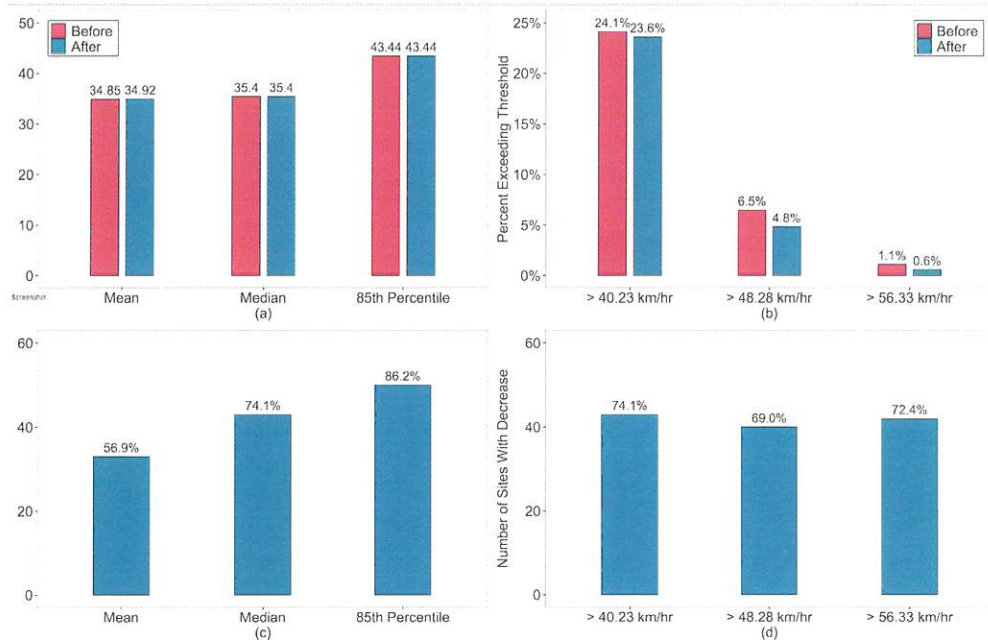 50
40
30
20
10
0
Before
After
34.85 34.92
35.4 35.4
43.44 43.44
Screenshot
Mean
Median
85th Percentile
(a)
Percent Exceeding Threshold
25%
20%
15%
10%
5%
0%
Before
After
24.1% 23.6%
6.5%
4.8%
1.1%
0.6%
> 40.23 km/hr
> 48.28 km/hr
> 56.33 km/hr
(b)
60
40
20
0
56.9%
74.1%
86.2%
Mean
Median
85th Percentile
(c)
Number of Sites With Decrease
60
40
20
0
74.1%
69.0%
72.4%
> 40.23 km/hr
> 48.28 km/hr
> 56.33 km/hr
(d)